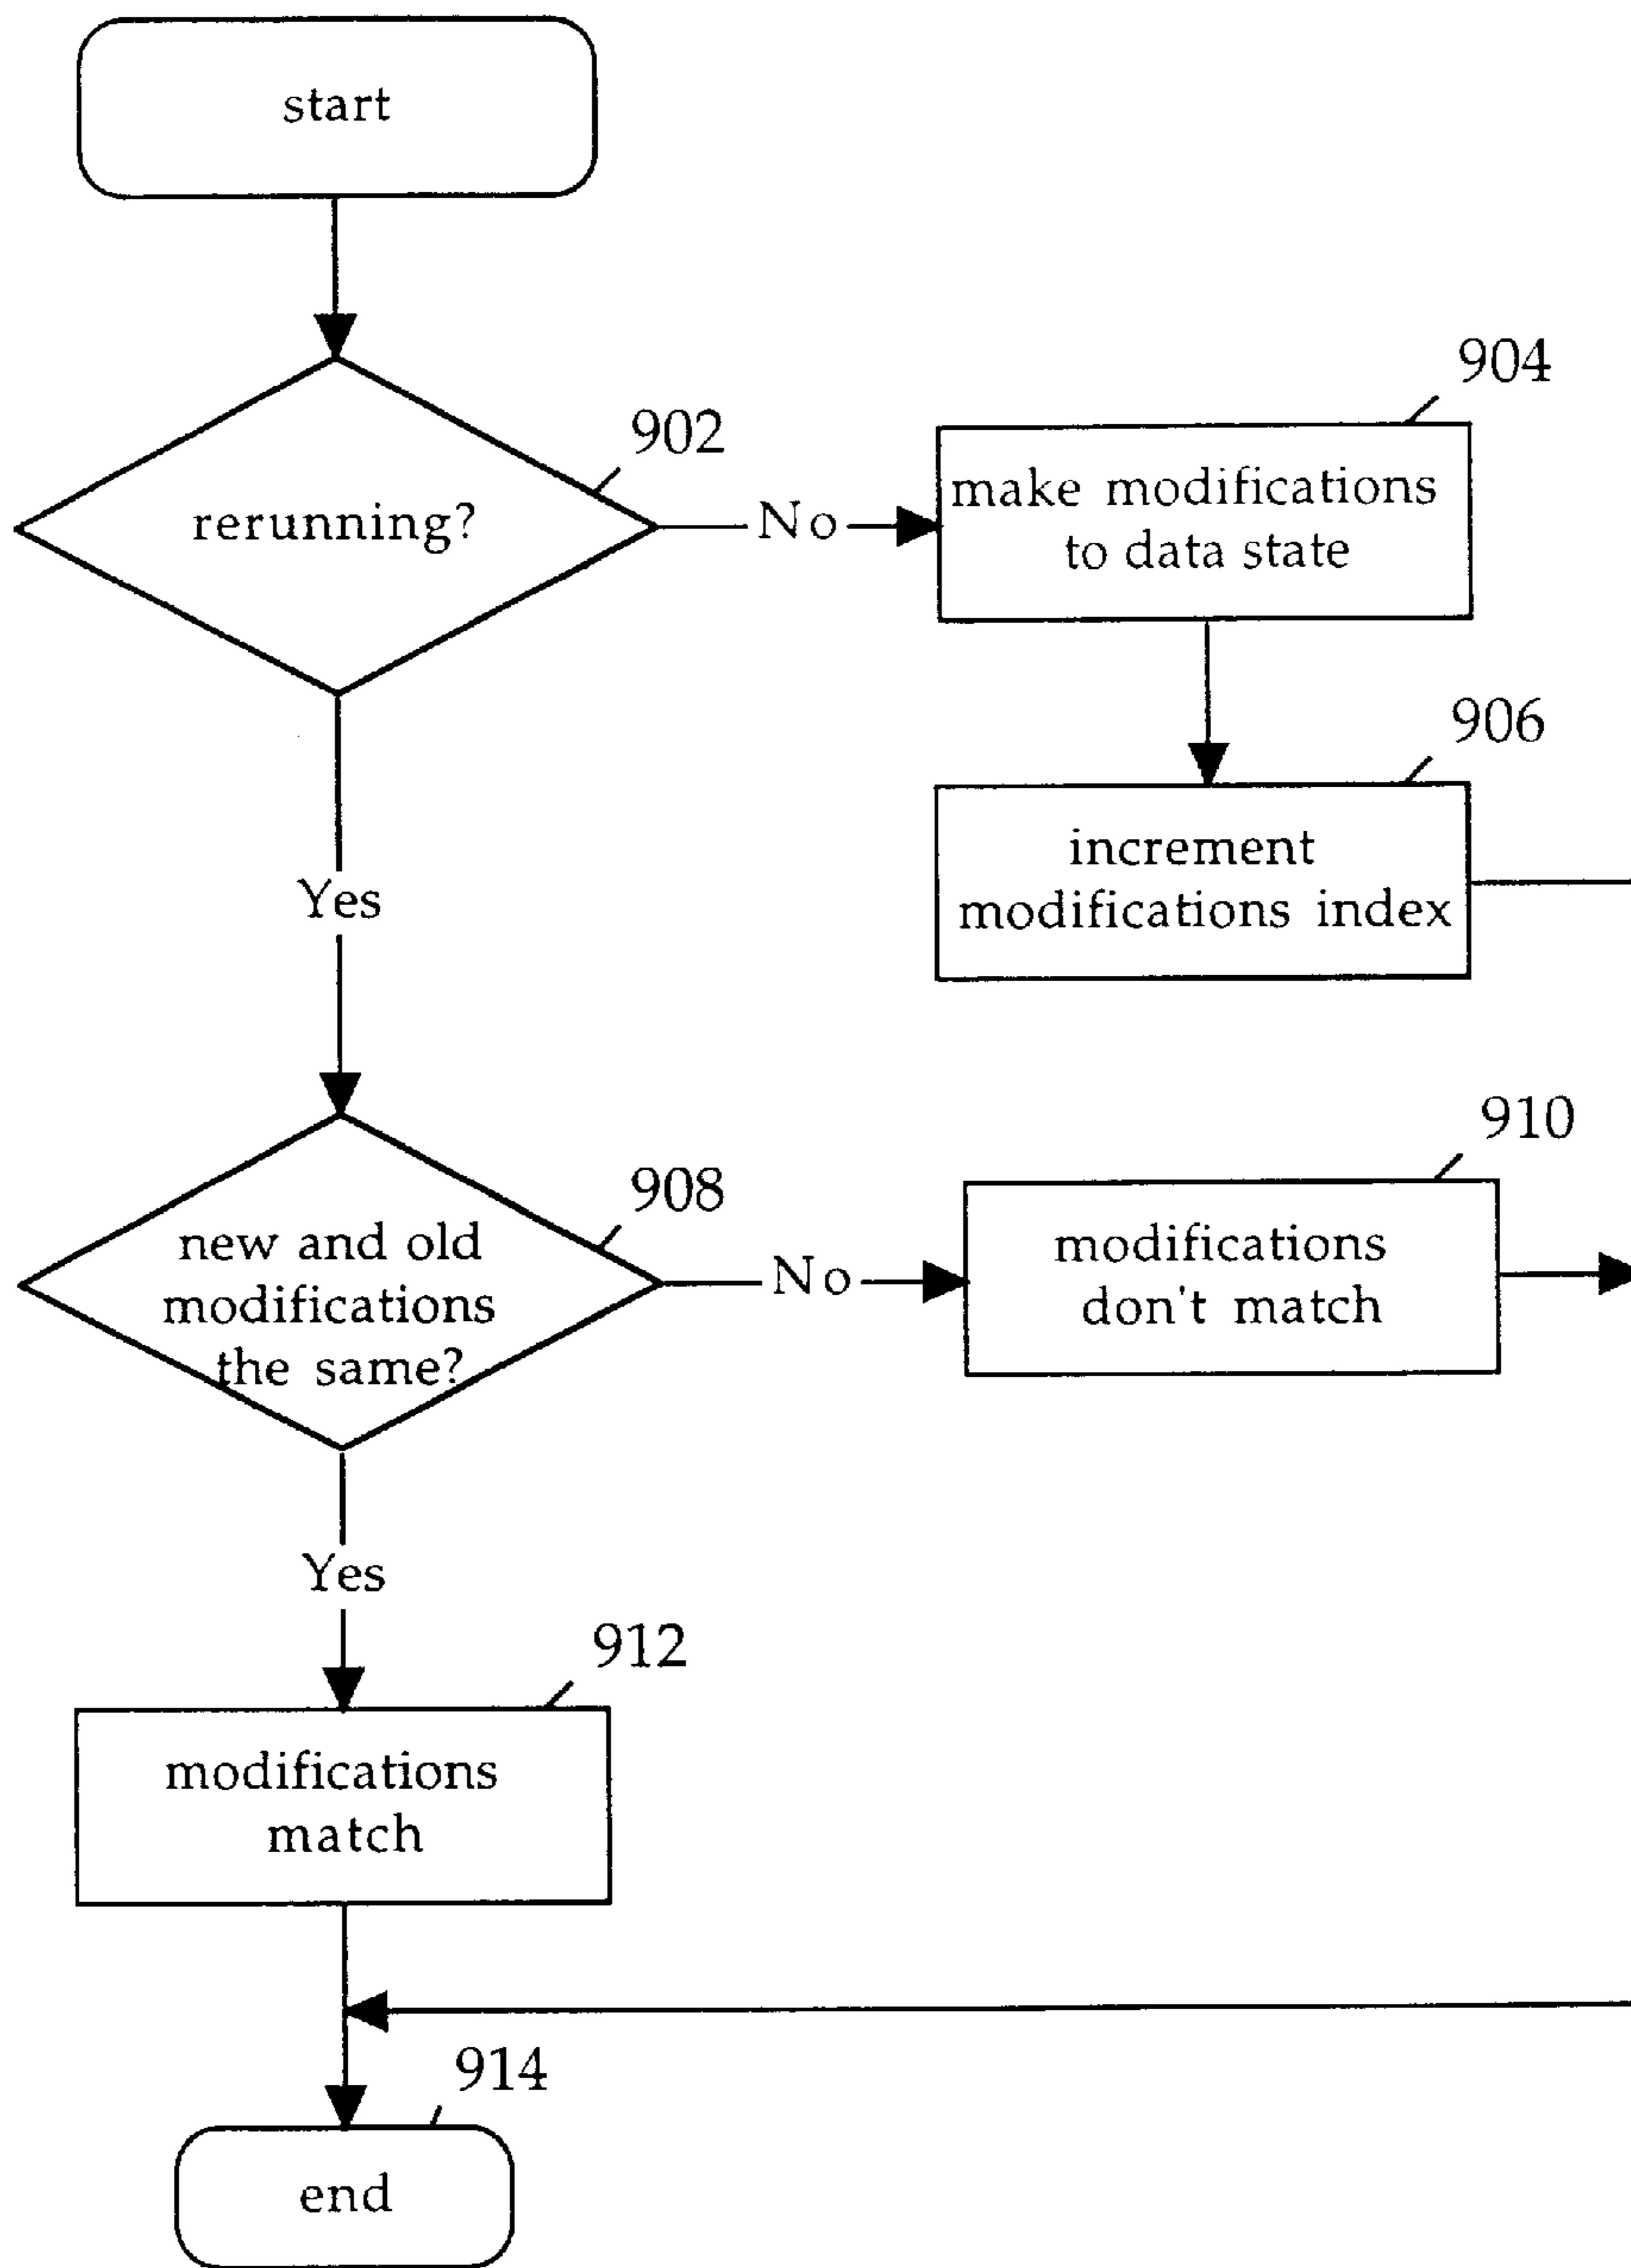 start
902
rerunning?
No
904
make modifications
to data state
906
increment
modifications index
Yes
908
new and old
modifications
the same?
No
910
modifications
don't match
Yes
912
modifications
match
914
end